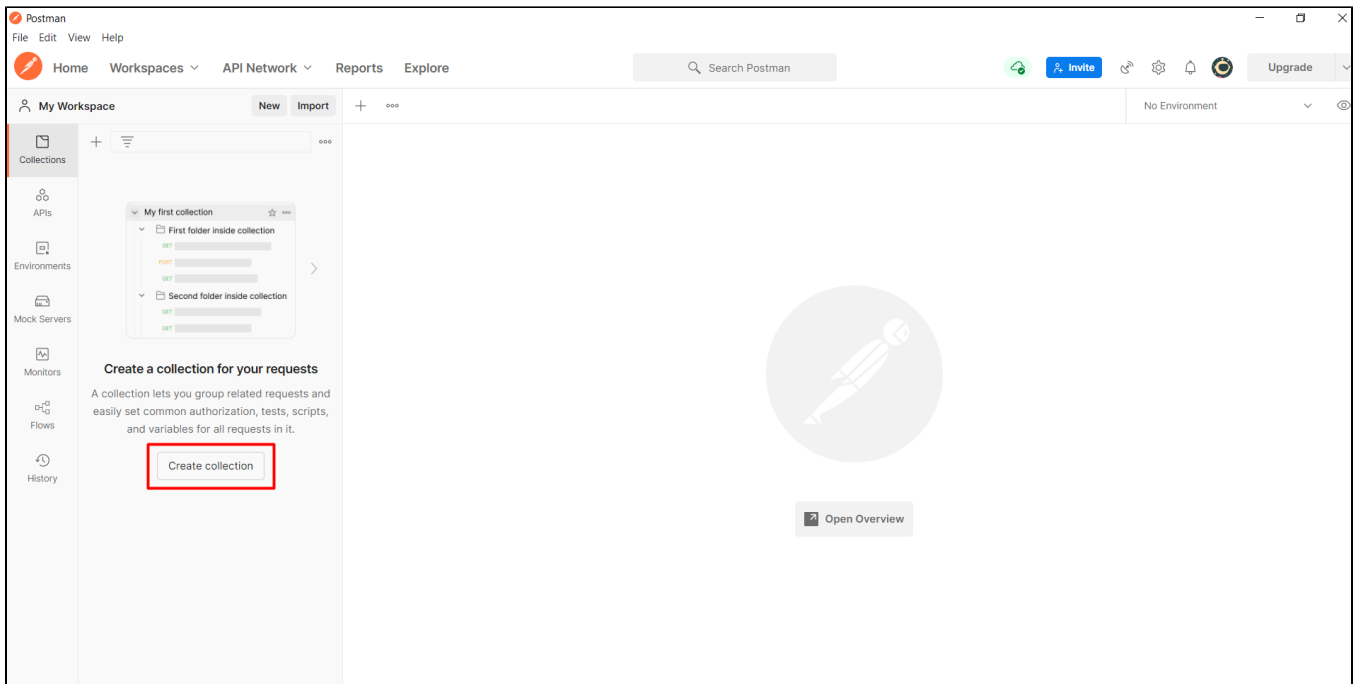 Postman
File Edit View Help
Home Workspaces API Network Reports Explore Search Postman Invite Upgrade
My Workspace New Import No Environment
Collections
APIs
Environments
Mock Servers
Monitors
Flows
History
My first collection
First folder inside collection
GET
POST
GET
Second folder inside collection
GET
GET
Create a collection for your requests
A collection lets you group related requests and
easily set common authorization, tests, scripts,
and variables for all requests in it.
Create collection
Open Overview